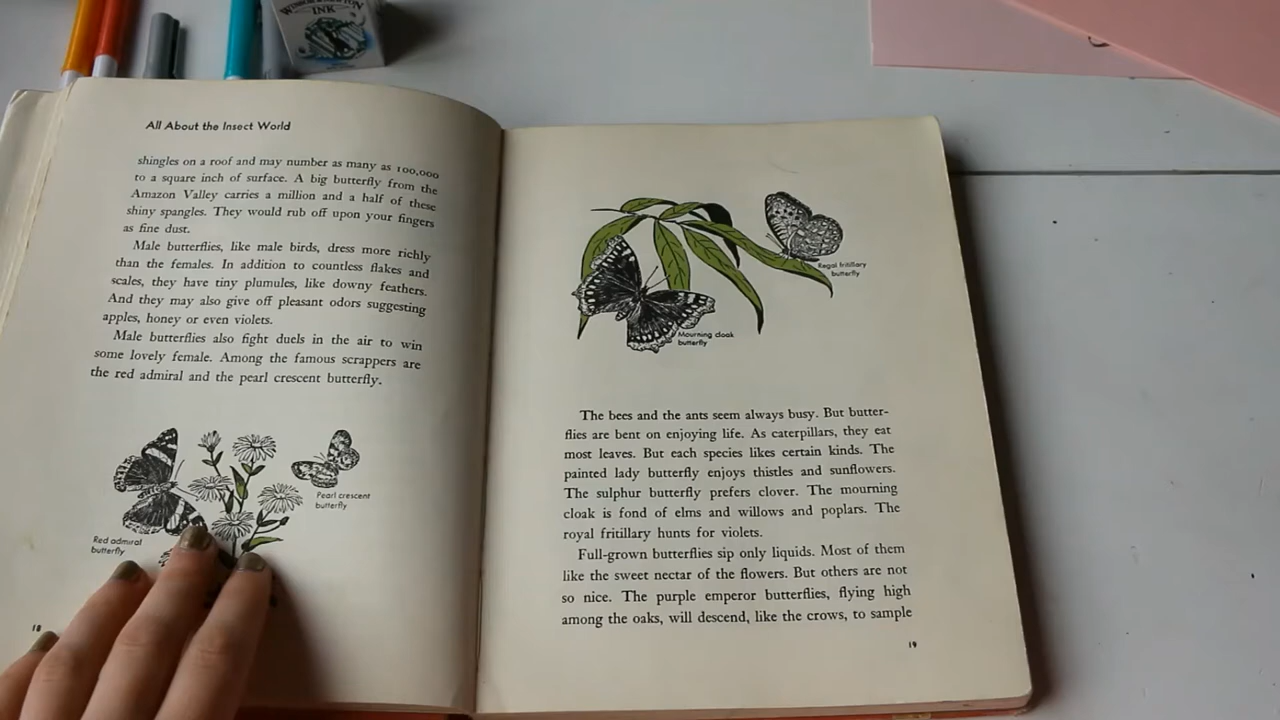 WINSOR & NEWTON
INK
All About the Insect World
shingles on a roof and may number as many as 100,000
to a square inch of surface. A big butterfly from the
Amazon Valley carries a million and a half of these
shiny spangles. They would rub off upon your fingers
as fine dust.
Male butterflies, like male birds, dress more richly
than the females. In addition to countless flakes and
scales, they have tiny plumules, like downy feathers.
And they may also give off pleasant odors suggesting
apples, honey or even violets.
Male butterflies also fight duels in the air to win
some lovely female. Among the famous scrappers are
the red admiral and the pearl crescent butterfly.
Pearl crescent
butterfly
Red admiral
butterfly
18
Regal fritillary
butterfly
Mourning cloak
butterfly
The bees and the ants seem always busy. But butter-
flies are bent on enjoying life. As caterpillars, they eat
most leaves. But each species likes certain kinds. The
painted lady butterfly enjoys thistles and sunflowers.
The sulphur butterfly prefers clover. The mourning
cloak is fond of elms and willows and poplars. The
royal fritillary hunts for violets.
Full-grown butterflies sip only liquids. Most of them
like the sweet nectar of the flowers. But others are not
so nice. The purple emperor butterflies, flying high
among the oaks, will descend, like the crows, to sample
19